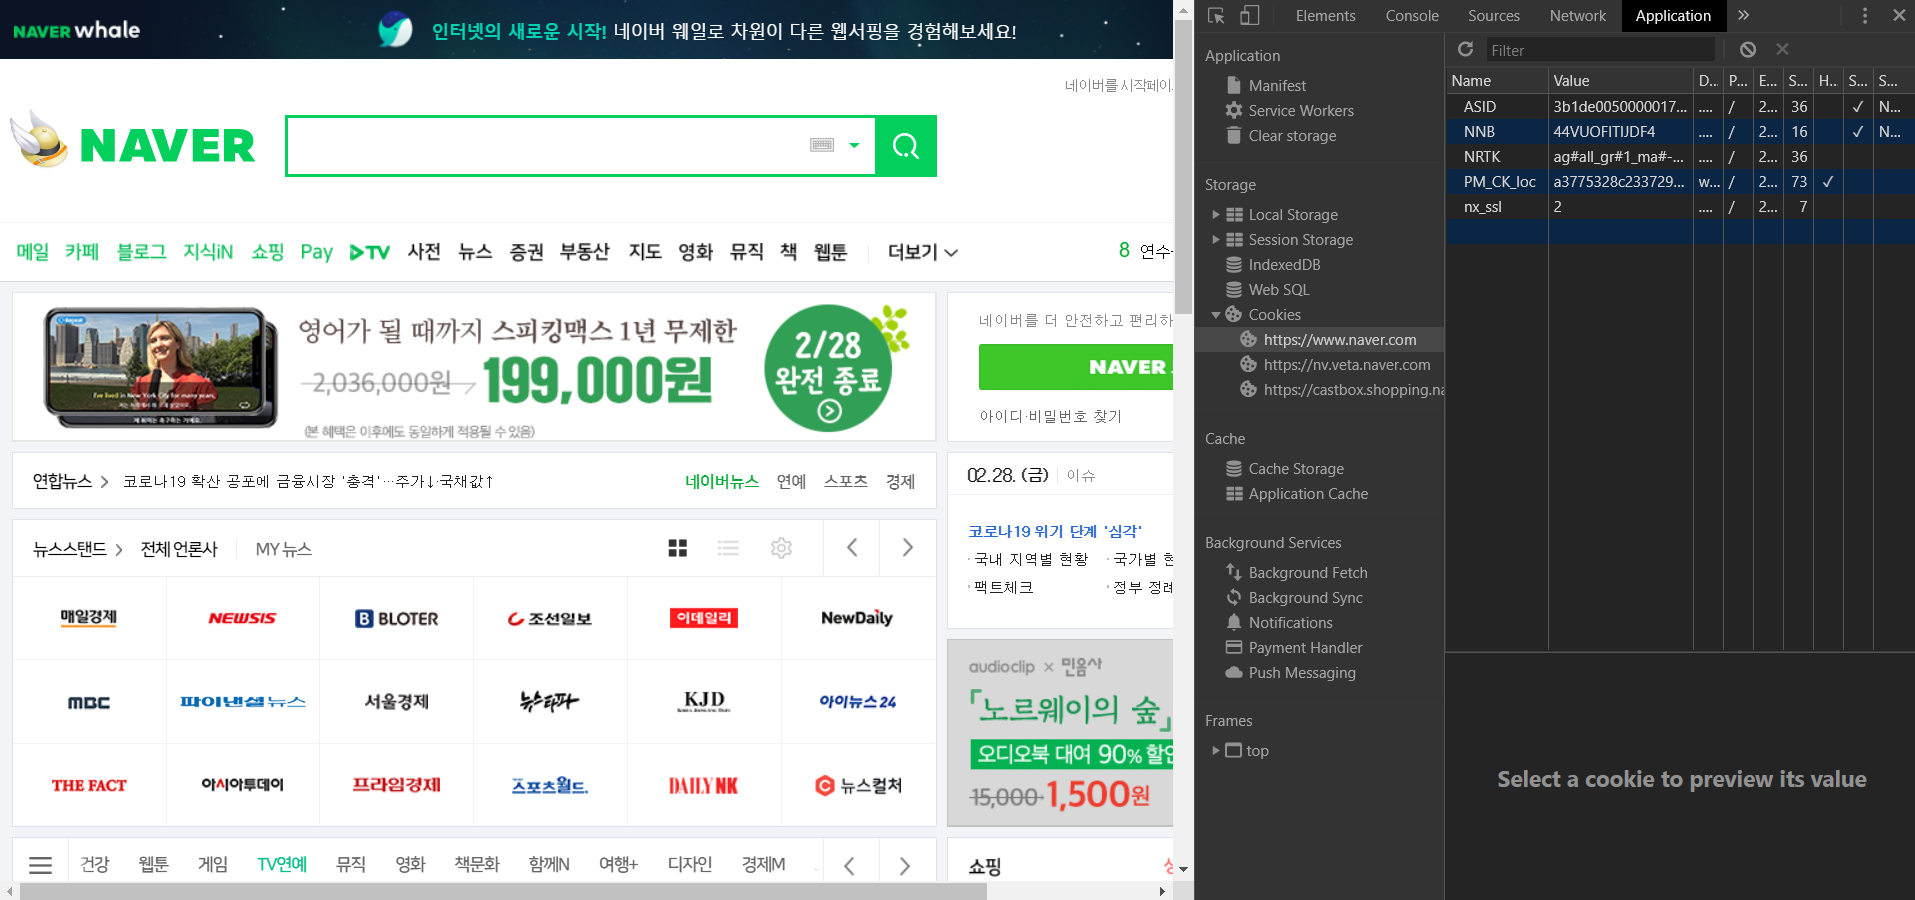 NAVER whale
인터넷의 새로운 시작! 네이버 웨일로 차원이 다른 웹서핑을 경험해보세요!
네이버를 시작페이
NAVER
메일 카페 블로그 지식iN 쇼핑 Pay TV 사전 뉴스 증권 부동산 지도 영화 뮤직 책 웹툰 더보기
8 연수
I've lived in New York City for many years,
영어가 될 때까지 스피킹맥스 1년 무제한
2,036,000원 199,000원
(본 혜택은 이후에도 동일하게 적용될 수 있음)
2/28
완전 종료
네이버를 더 안전하고 편리하
NAVER
아이디·비밀번호 찾기
연합뉴스 코로나19 확산 공포에 금융시장 '충격'…주가↓·국채값↑
네이버뉴스 연예 스포츠 경제
02.28. (금) 이슈
코로나19 위기 단계 '심각'
· 국내 지역별 현황 · 국가별 현
· 팩트체크 · 정부 정례
뉴스스탠드 전체 언론사 MY 뉴스
매일경제 NEWSIS BLOTER 조선일보 이데일리 NewDaily
MBC 파이낸셜뉴스 서울경제 뉴스타파 KJD 아이뉴스24
THE FACT 아시아투데이 프라임경제 스포츠월드 DAILY NK 뉴스컬처
audioclip × 민음사
「노르웨이의 숲」
오디오북 대여 90% 할인
15,000 1,500원
건강 웹툰 게임 TV연예 뮤직 영화 책문화 함께N 여행+ 디자인 경제M
쇼핑
Elements Console Sources Network Application
Application
Manifest
Service Workers
Clear storage
Storage
Local Storage
Session Storage
IndexedDB
Web SQL
Cookies
https://www.naver.com
https://nv.veta.naver.com
https://castbox.shopping.na
Cache
Cache Storage
Application Cache
Background Services
Background Fetch
Background Sync
Notifications
Payment Handler
Push Messaging
Frames
top
Filter
Name Value D... P... E... S... H... S... S...
ASID 3b1de0050000017... .... / 2... 36 ✓ N...
NNB 44VUOFITIJDF4 .... / 2... 16 ✓ N...
NRTK ag#all_gr#1_ma#-... .... / 2... 36
PM_CK_loc a3775328c233729... w... / 2... 73 ✓
nx_ssl 2 .... / 2... 7
Select a cookie to preview its value